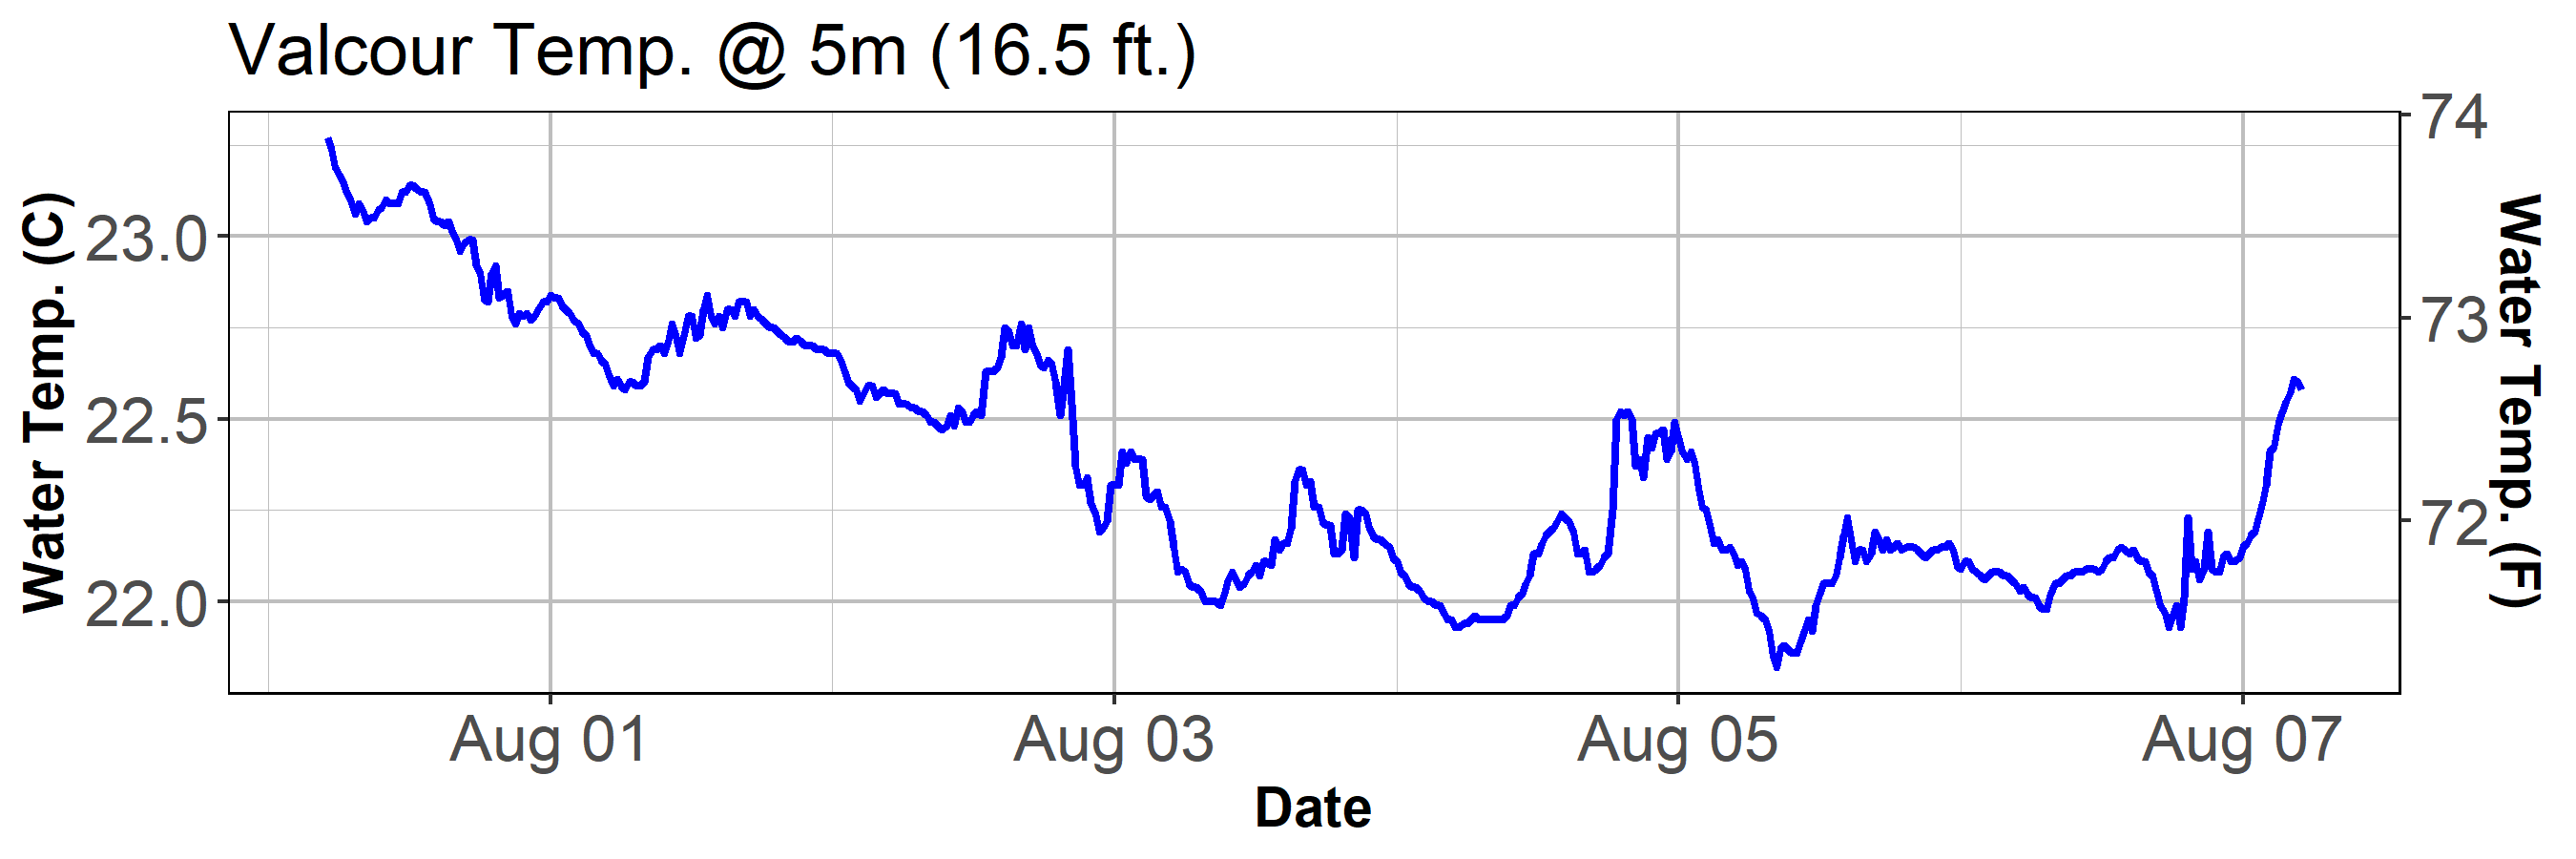 Valcour Temp. @ 5m (16.5 ft.)
Water Temp. (C)
23.0
22.5
22.0
74
73
72
Water Temp. (F)
Aug 01 Aug 03 Aug 05 Aug 07
Date